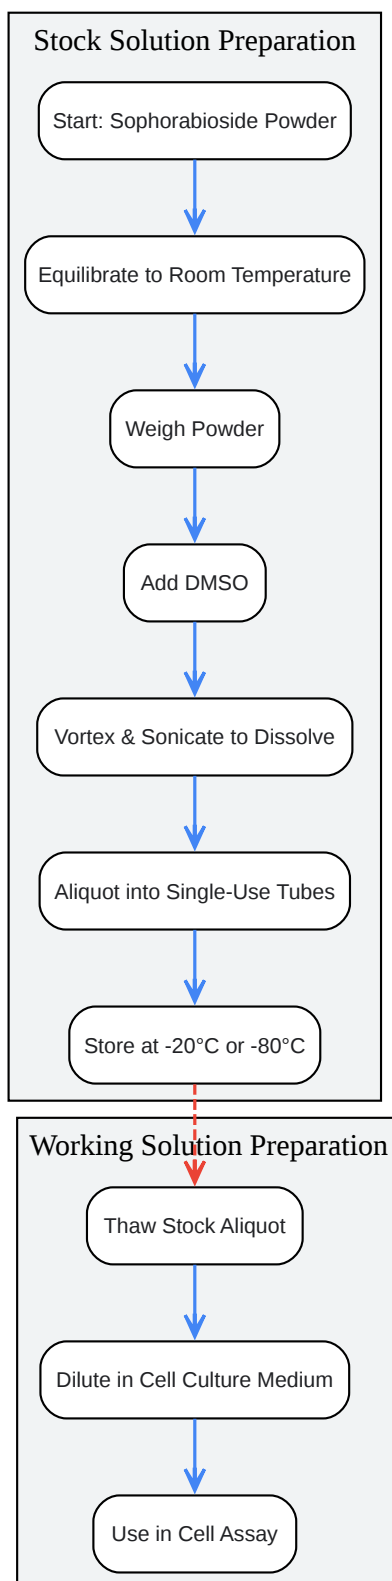 Stock Solution Preparation
Start: Sophorabioside Powder
Equilibrate to Room Temperature
Weigh Powder
Add DMSO
Vortex & Sonicate to Dissolve
Aliquot into Single-Use Tubes
Store at -20°C or -80°C
Working Solution Preparation
Thaw Stock Aliquot
Dilute in Cell Culture Medium
Use in Cell Assay